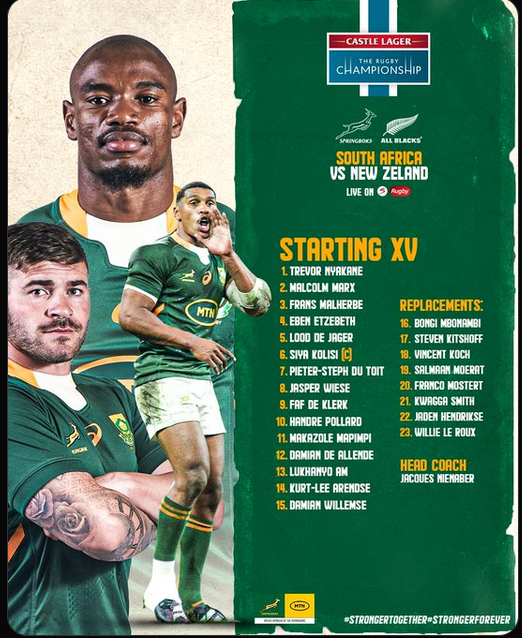 CASTLE LAGER
THE RUGBY
CHAMPIONSHIP
SPRINGBOKS
ALL BLACKS
SOUTH AFRICA
VS NEW ZELAND
LIVE ON
Rugby
STARTING XV
1. TREVOR NYAKANE
2. MALCOLM MARX
3. FRANS MALHERBE
4. EBEN ETZEBETH
5. LOOD DE JAGER
6. SIYA KOLISI (C)
7. PIETER-STEPH DU TOIT
8. JASPER WIESE
9. FAF DE KLERK
10. HANDRE POLLARD
11. MAKAZOLE MAPIMPI
12. DAMIAN DE ALLENDE
13. LUKHANYO AM
14. KURT-LEE ARENDSE
15. DAMIAN WILLEMSE
REPLACEMENTS:
16. BONGI MBONAMBI
17. STEVEN KITSHOFF
18. VINCENT KOCH
19. SALMAAN MOERAT
20. FRANCO MOSTERT
21. KWAGGA SMITH
22. JADEN HENDRIKSE
23. WILLIE LE ROUX
HEAD COACH
JACQUES NIENABER
MTN
SPRINGBOKS
MTN
#STRONGERTOGETHER#STRONGERFOREVER